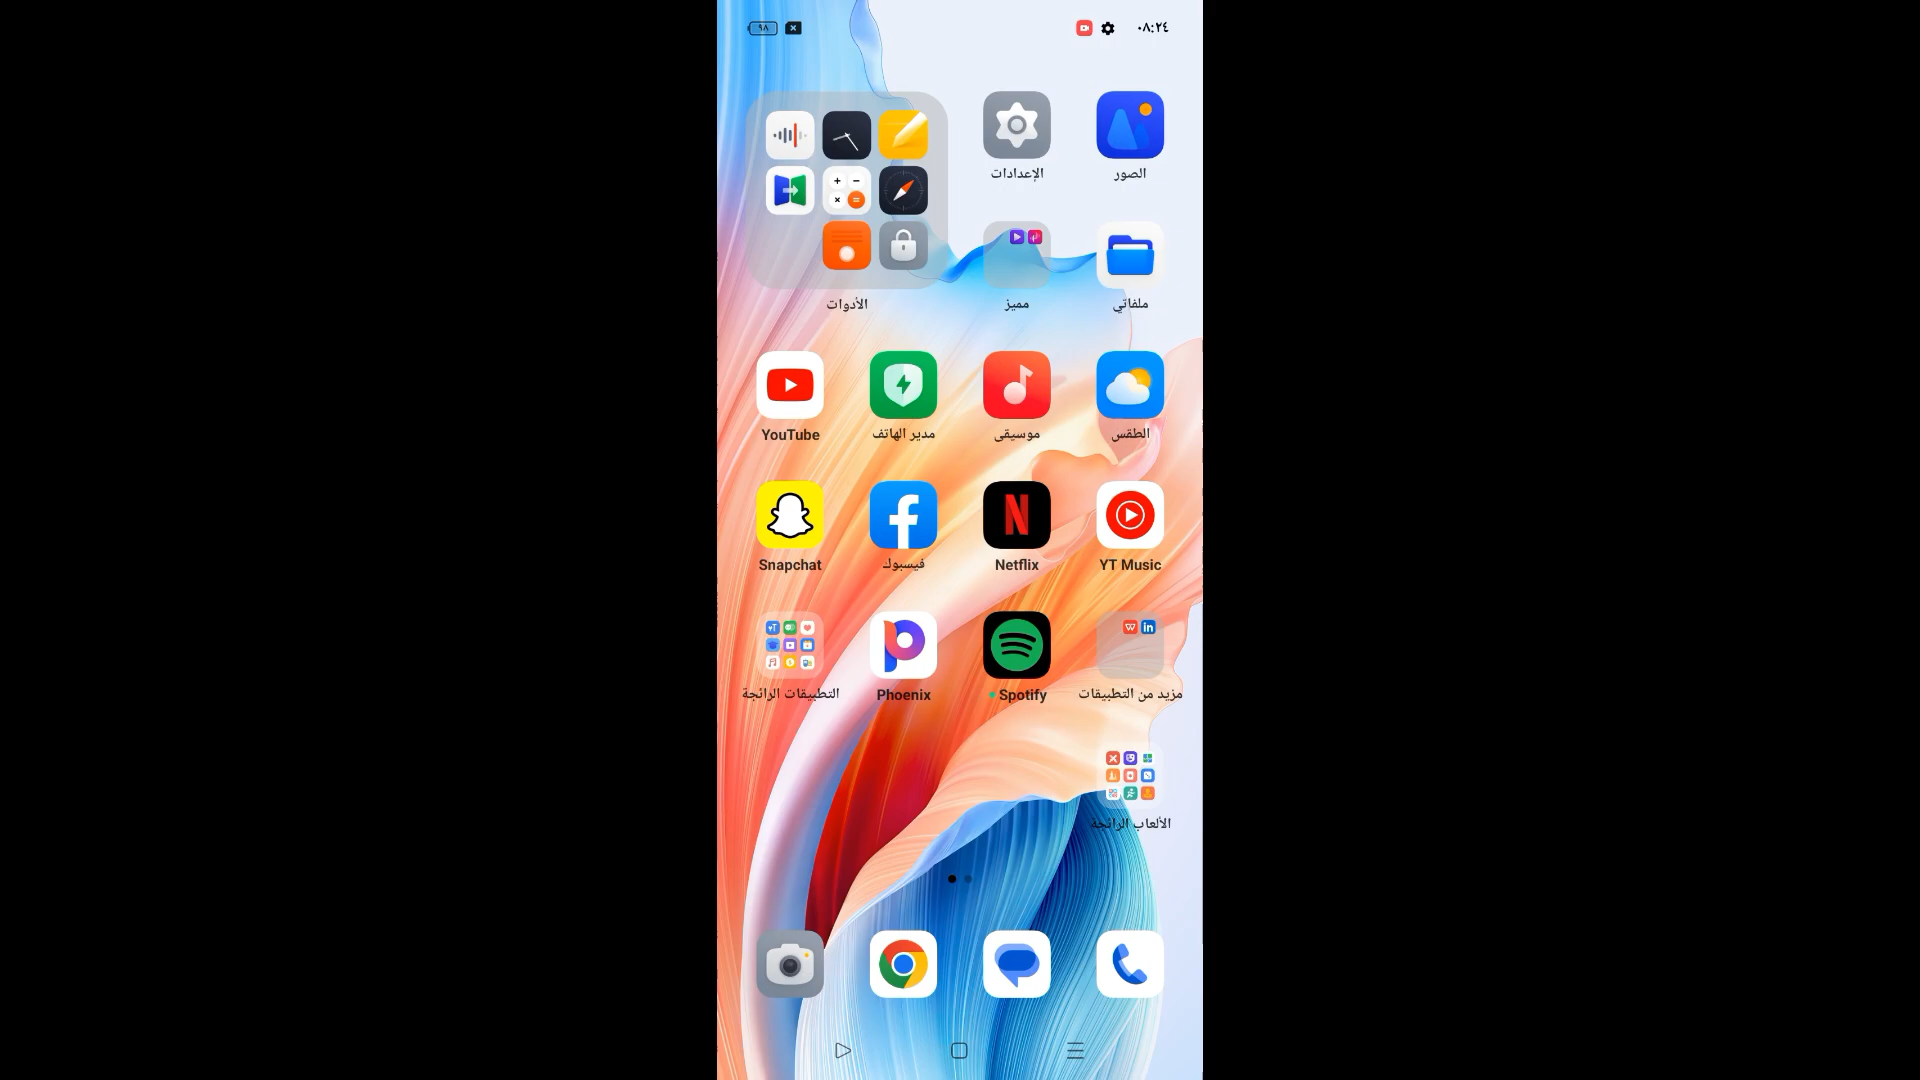 ٠٨:٢٤
٩٨
الصور
الإعدادات
ملفاتي
مميز
الأدوات
الطقس
موسيقى
مدير الهاتف
YouTube
YT Music
Netflix
فيسبوك
Snapchat
مزيد من التطبيقات
Spotify
Phoenix
التطبيقات الرائجة
الألعاب الرائجة